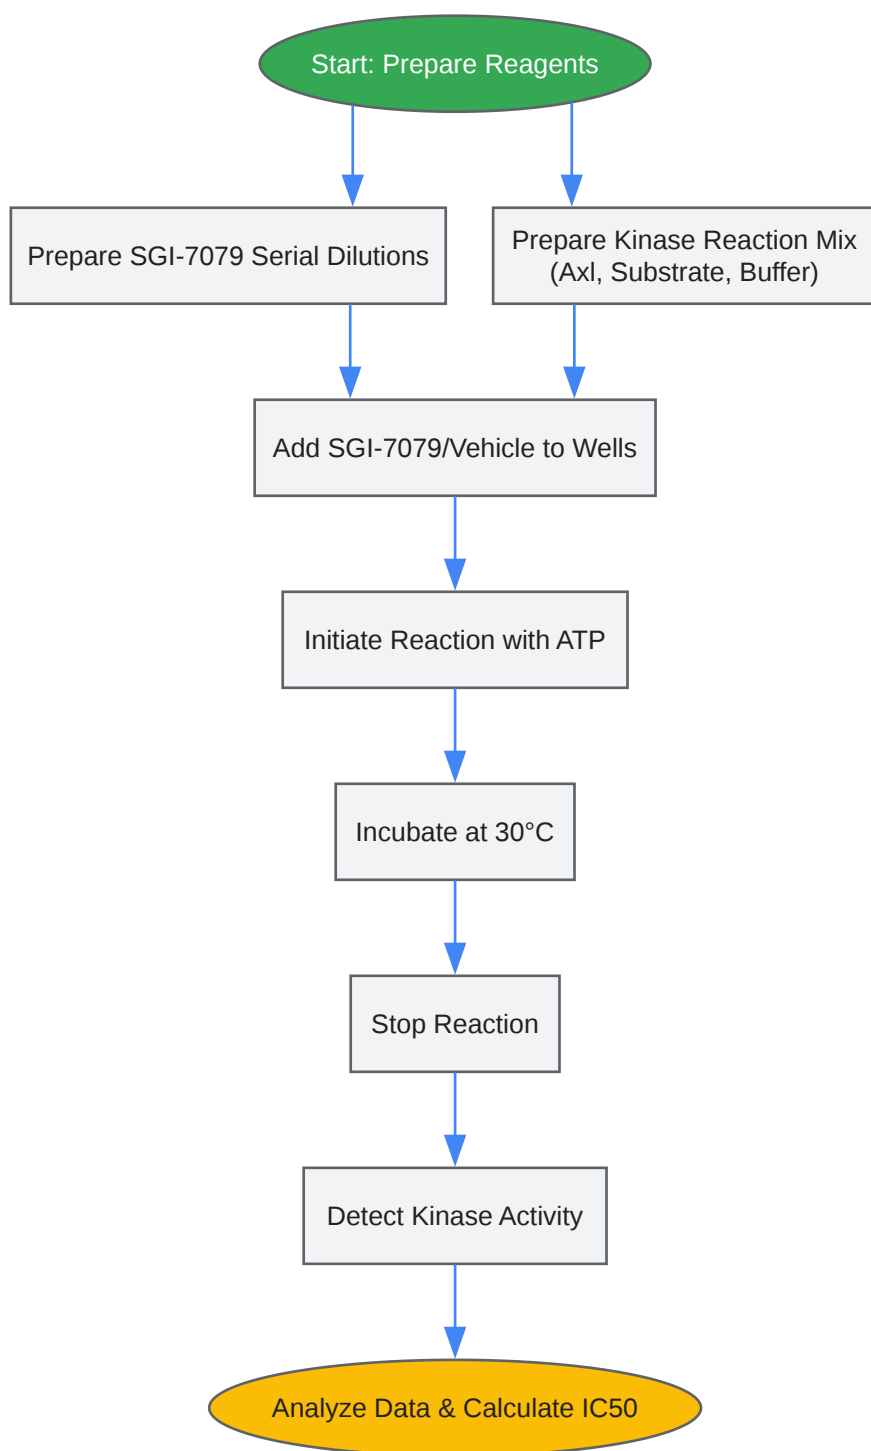 Start: Prepare Reagents
Prepare SGI-7079 Serial Dilutions
Prepare Kinase Reaction Mix
(Axl, Substrate, Buffer)
Add SGI-7079/Vehicle to Wells
Initiate Reaction with ATP
Incubate at 30°C
Stop Reaction
Detect Kinase Activity
Analyze Data & Calculate IC50